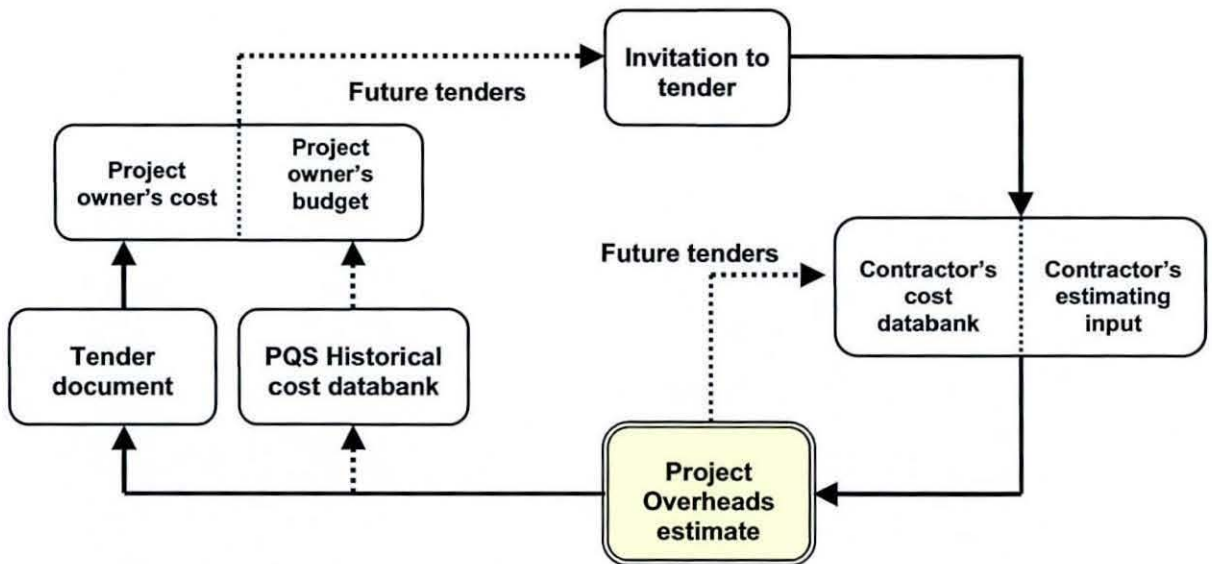 Invitation to
tender
Future tenders
Project
owner's cost
Project
owner's
budget
Future tenders
Contractor's
cost
databank
Contractor's
estimating
input
Tender
document
PQS Historical
cost databank
Project
Overheads
estimate